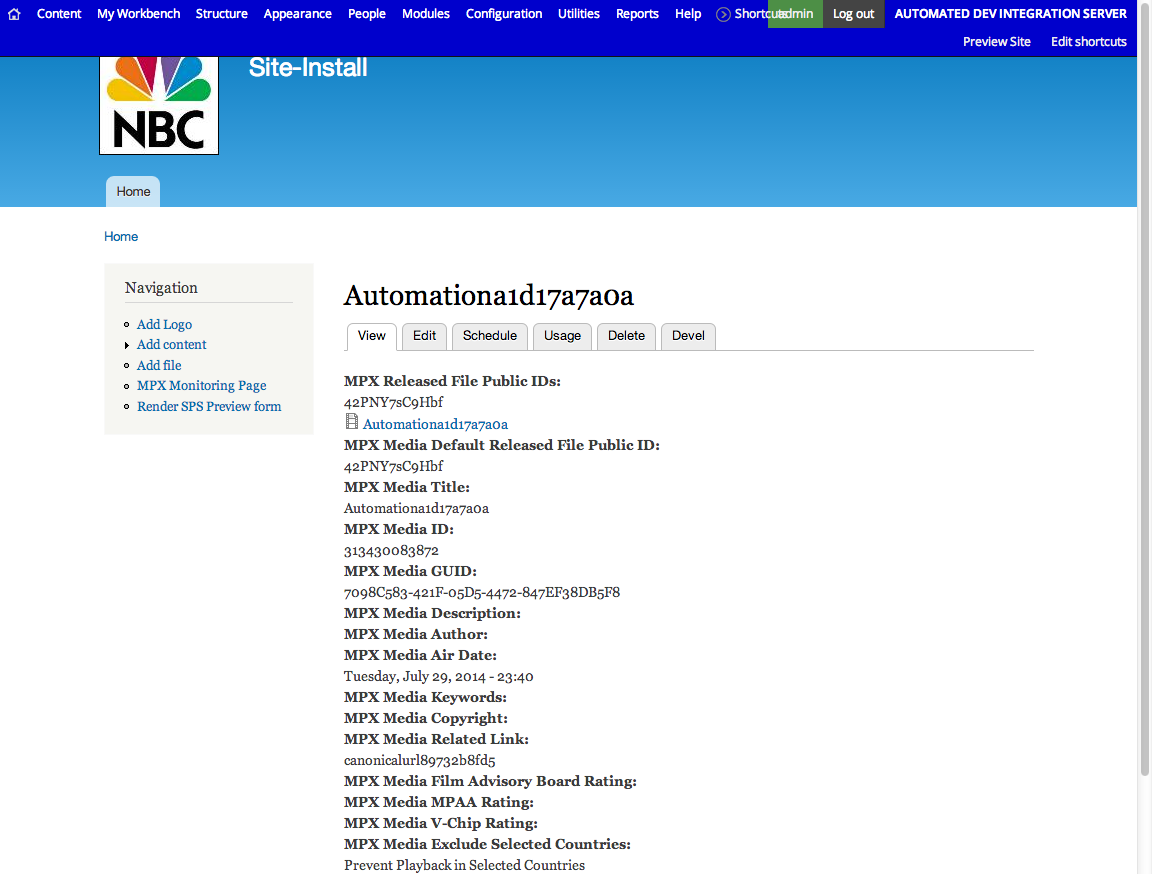 Content My Workbench Structure Appearance People Modules Configuration Utilities Reports Help Shortcuts admin Log out AUTOMATED DEV INTEGRATION SERVER
Preview Site Edit shortcuts
Site-Install
NBC
Home
Home
Navigation
Add Logo
Add content
Add file
MPX Monitoring Page
Render SPS Preview form
Automationa1d17a7a0a
View Edit Schedule Usage Delete Devel
MPX Released File Public IDs:
42PNY7sC9Hbf
Automationa1d17a7a0a
MPX Media Default Released File Public ID:
42PNY7sC9Hbf
MPX Media Title:
Automationa1d17a7a0a
MPX Media ID:
313430083872
MPX Media GUID:
7098C583-421F-05D5-4472-847EF38DB5F8
MPX Media Description:
MPX Media Author:
MPX Media Air Date:
Tuesday, July 29, 2014 - 23:40
MPX Media Keywords:
MPX Media Copyright:
MPX Media Related Link:
canonicalurl89732b8fd5
MPX Media Film Advisory Board Rating:
MPX Media MPAA Rating:
MPX Media V-Chip Rating:
MPX Media Exclude Selected Countries:
Prevent Playback in Selected Countries